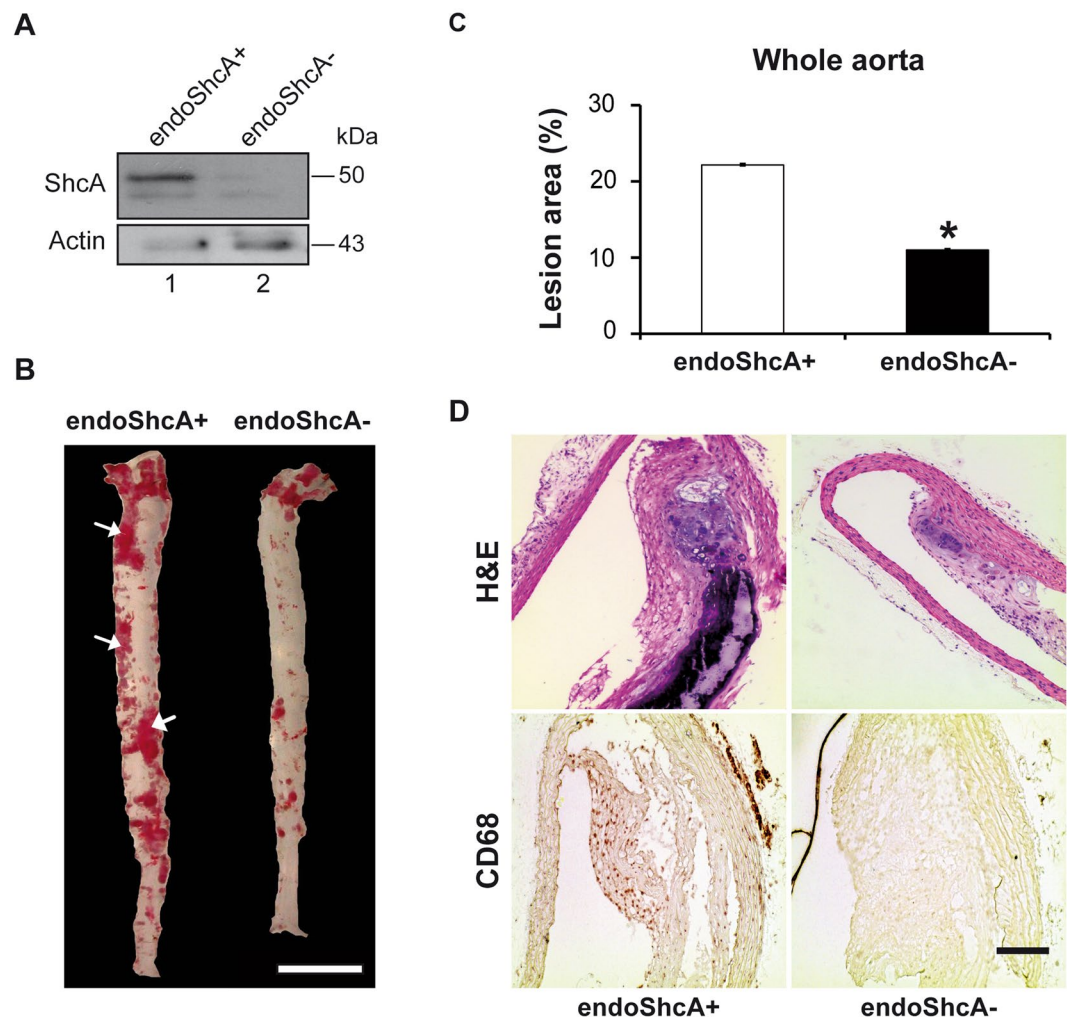 A
endoShcA+
endoShcA-
kDa
ShcA
50
Actin
43
1 2
B
endoShcA+ endoShcA-
C
Whole aorta
Lesion area (%)
30
20
10
0
*
endoShcA+ endoShcA-
D
H&E
CD68
endoShcA+ endoShcA-